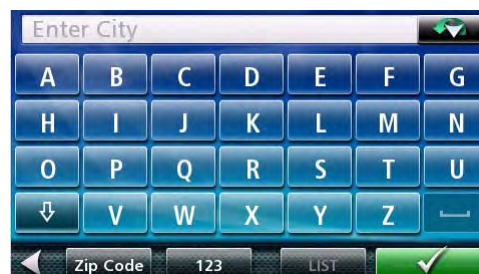 Enter City
A B C D E F G
H I J K L M N
O P Q R S T U
V W X Y Z
Zip Code 123 LIST